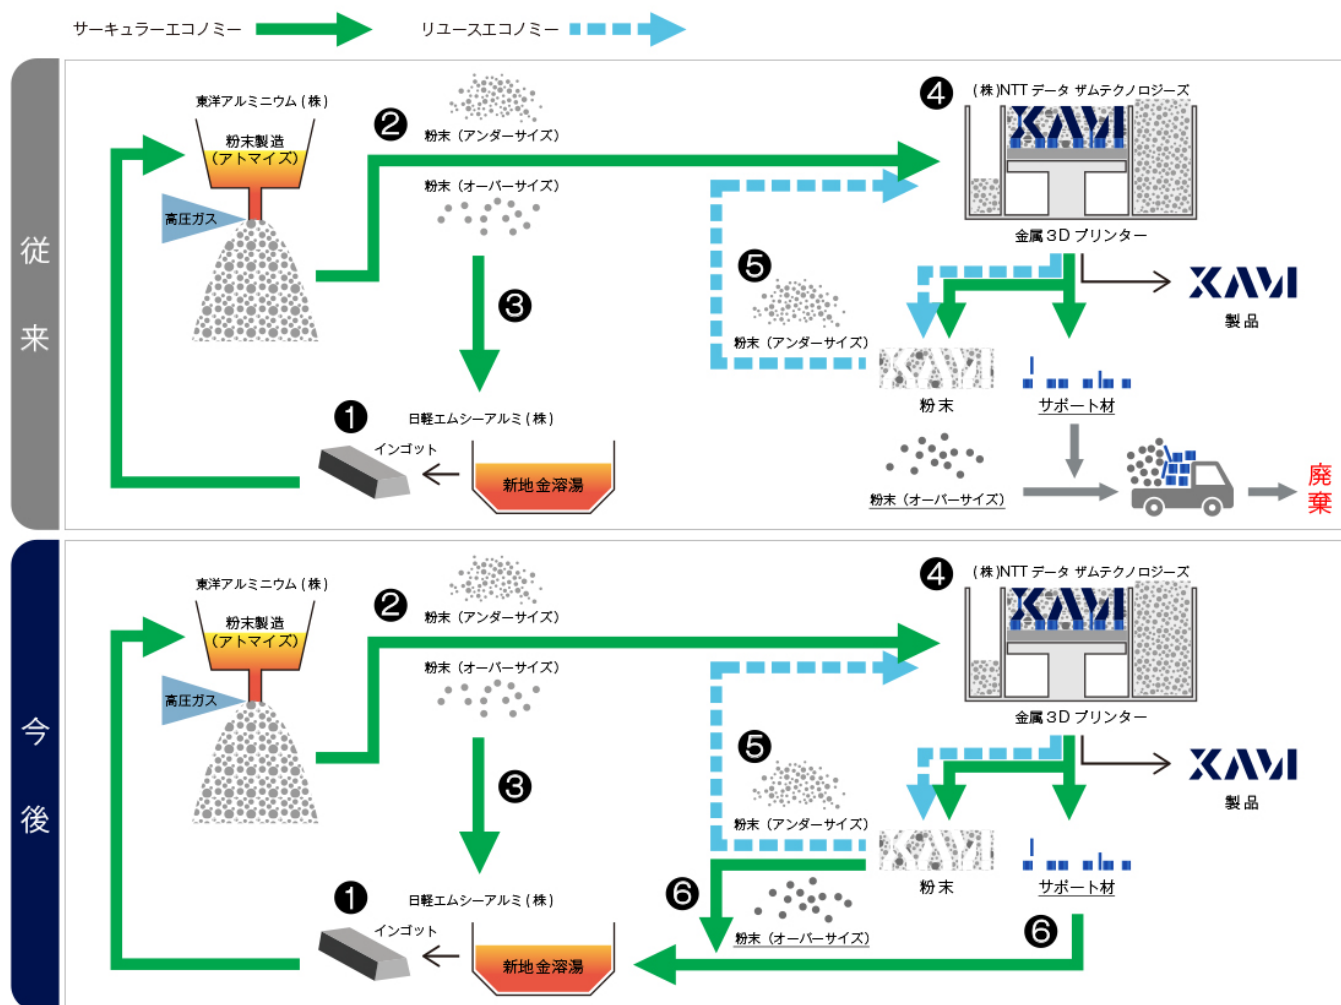 サーキュラーエコノミー
リユースエコノミー
従来
東洋アルミニウム(株)
粉末製造
(アトマイズ)
高圧ガス
❷
粉末（アンダーサイズ）
粉末（オーバーサイズ）
❸
❶
インゴット
日軽エムシーアルミ(株)
新地金溶湯
❹
(株)NTTデータ ザムテクノロジーズ
XAM
金属3Dプリンター
XAM
製品
❺
粉末（アンダーサイズ）
粉末
サポート材
粉末（オーバーサイズ）
廃棄
今後
東洋アルミニウム(株)
粉末製造
(アトマイズ)
高圧ガス
❷
粉末（アンダーサイズ）
粉末（オーバーサイズ）
❸
❶
インゴット
日軽エムシーアルミ(株)
新地金溶湯
❹
(株)NTTデータ ザムテクノロジーズ
XAM
金属3Dプリンター
XAM
製品
❺
粉末（アンダーサイズ）
粉末
サポート材
❻
粉末（オーバーサイズ）
❻